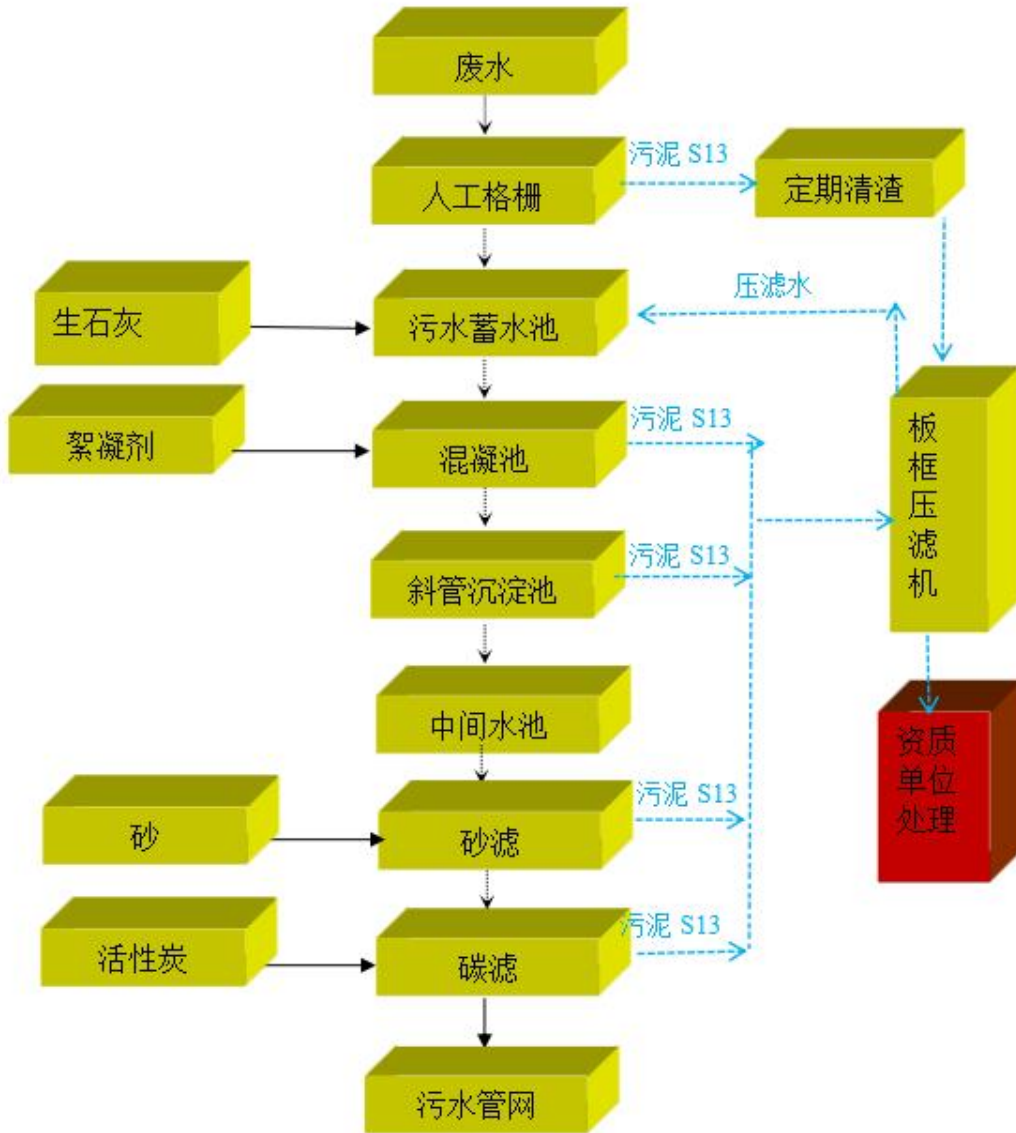 废水
污泥 S13
人工格栅
定期清渣
生石灰
污水蓄水池
压滤水
絮凝剂
混凝池
污泥 S13
板
框
压
滤
机
斜管沉淀池
污泥 S13
中间水池
资质
单位
处理
砂
砂滤
污泥 S13
活性炭
碳滤
污泥 S13
污水管网